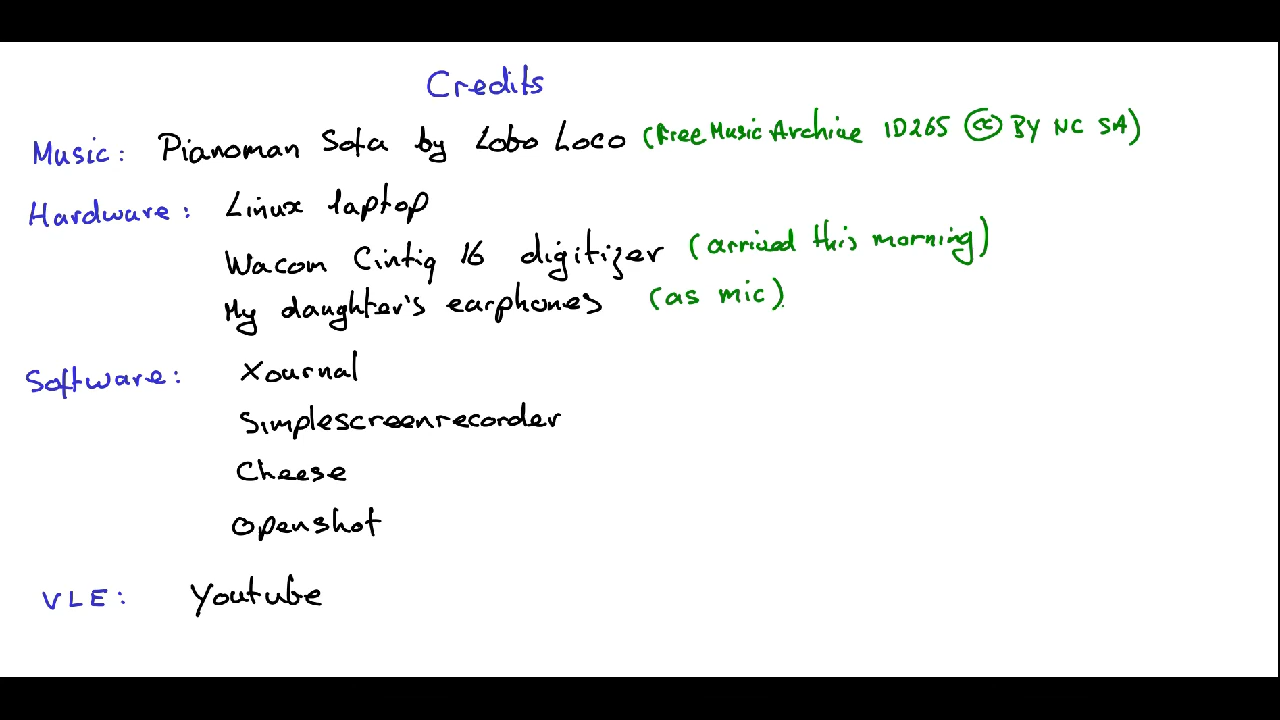 Credits
Music: Pianoman Sofa by Lobo Loco (Free Music Archive ID265 cc BY NC SA)
Hardware: Linux laptop
Wacom Cintiq 16 digitizer (arrived this morning)
My daughter's earphones (as mic)
Software: Xournal
Simplescreenrecorder
Cheese
Openshot
VLE: Youtube